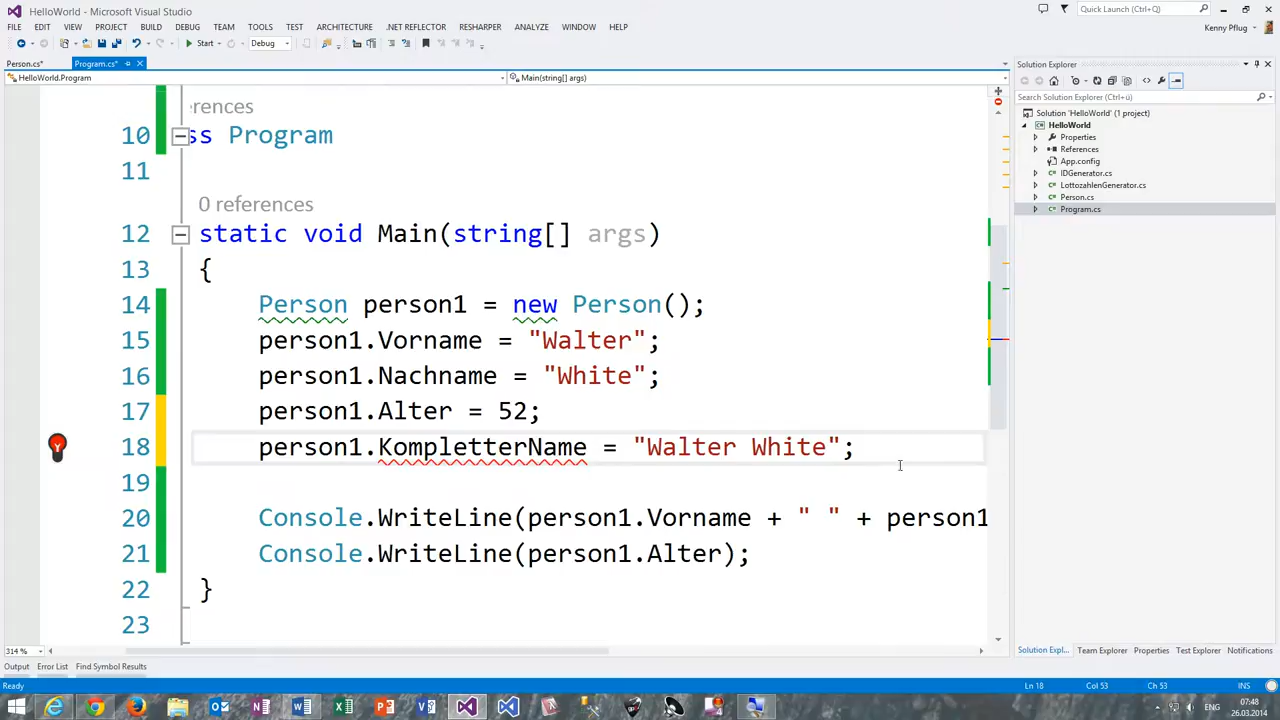 HelloWorld - Microsoft Visual Studio
Quick Launch (Ctrl+Q)
FILE EDIT VIEW PROJECT BUILD DEBUG TEAM TOOLS TEST ARCHITECTURE .NET REFLECTOR RESHARPER ANALYZE WINDOW HELP
Kenny Pflug
Start Debug
Person.cs* Program.cs*
HelloWorld.Program Main(string[] args)
erences
10 ss Program
11
0 references
12 static void Main(string[] args)
13 {
14 Person person1 = new Person();
15 person1.Vorname = "Walter";
16 person1.Nachname = "White";
17 person1.Alter = 52;
18 person1.KompletterName = "Walter White";
19
20 Console.WriteLine(person1.Vorname + " " + person1
21 Console.WriteLine(person1.Alter);
22 }
23
314 %
Solution Explorer
Search Solution Explorer (Ctrl+ü)
Solution 'HelloWorld' (1 project)
HelloWorld
Properties
References
App.config
IDGenerator.cs
LottozahlenGenerator.cs
Person.cs
Program.cs
Solution Expl... Team Explorer Properties Test Explorer Notifications
Output Error List Find Symbol Results
Ready Ln 18 Col 53 Ch 53 INS
ENG 07:48
26.03.2014